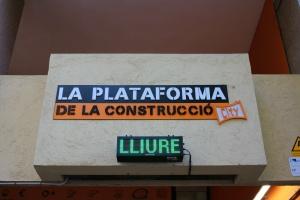 LA PLATAFORMA
DE LA CONSTRUCCIÓ
CITY
LLIURE